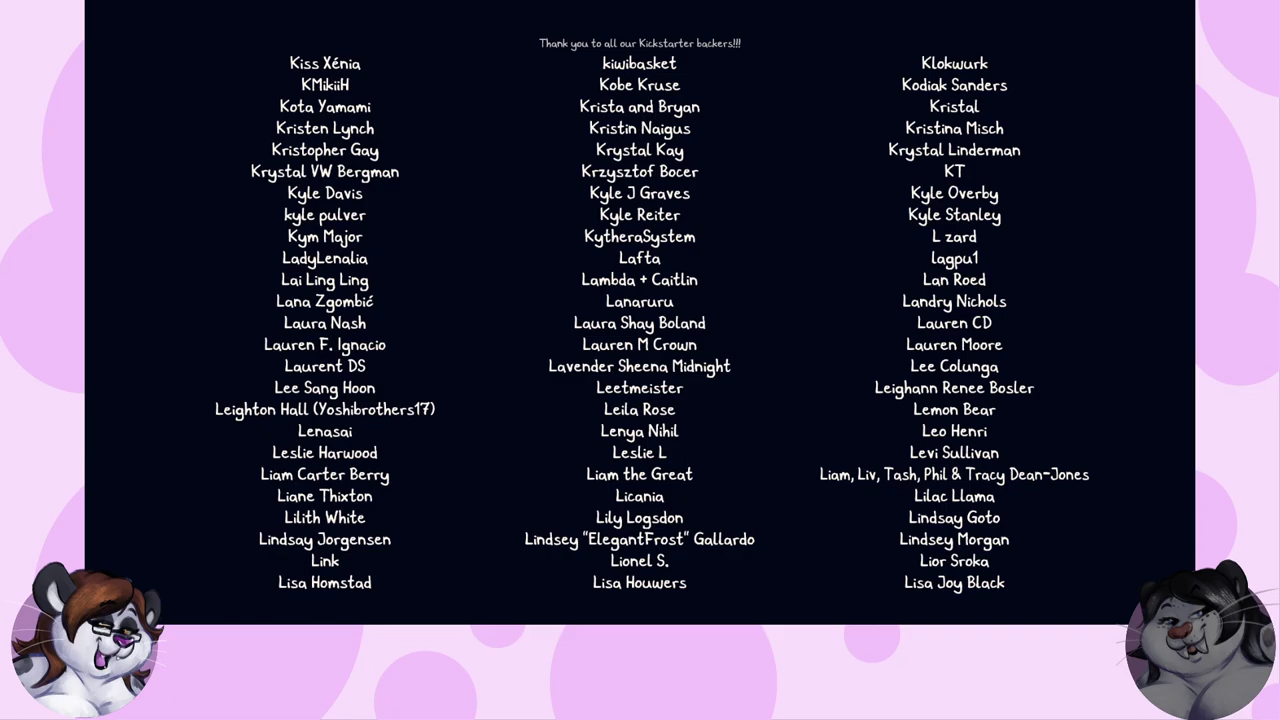 Thank you to all our Kickstarter backers!!!
Kiss Xénia kiwibasket Klokwurk
KMikiiH Kobe Kruse Kodiak Sanders
Kota Yamami Krista and Bryan Kristal
Kristen Lynch Kristin Naigus Kristina Misch
Kristopher Gay Krystal Kay Krystal Linderman
Krystal VW Bergman Krzysztof Bocer KT
Kyle Davis Kyle J Graves Kyle Overby
kyle pulver Kyle Reiter Kyle Stanley
Kym Major KytheraSystem L zard
LadyLenalia Lafta lagpu1
Lai Ling Ling Lambda + Caitlin Lan Roed
Lana Zgombić Lanaruru Landry Nichols
Laura Nash Laura Shay Boland Lauren CD
Lauren F. Ignacio Lauren M Crown Lauren Moore
Laurent DS Lavender Sheena Midnight Lee Colunga
Lee Sang Hoon Leetmeister Leighann Renee Bosler
Leighton Hall (Yoshibrothers17) Leila Rose Lemon Bear
Lenasai Lenya Nihil Leo Henri
Leslie Harwood Leslie L Levi Sullivan
Liam Carter Berry Liam the Great Liam, Liv, Tash, Phil & Tracy Dean-Jones
Liane Thixton Licania Lilac Llama
Lilith White Lily Logsdon Lindsay Goto
Lindsay Jorgensen Lindsey "ElegantFrost" Gallardo Lindsey Morgan
Link Lionel S. Lior Sroka
Lisa Homstad Lisa Houwers Lisa Joy Black